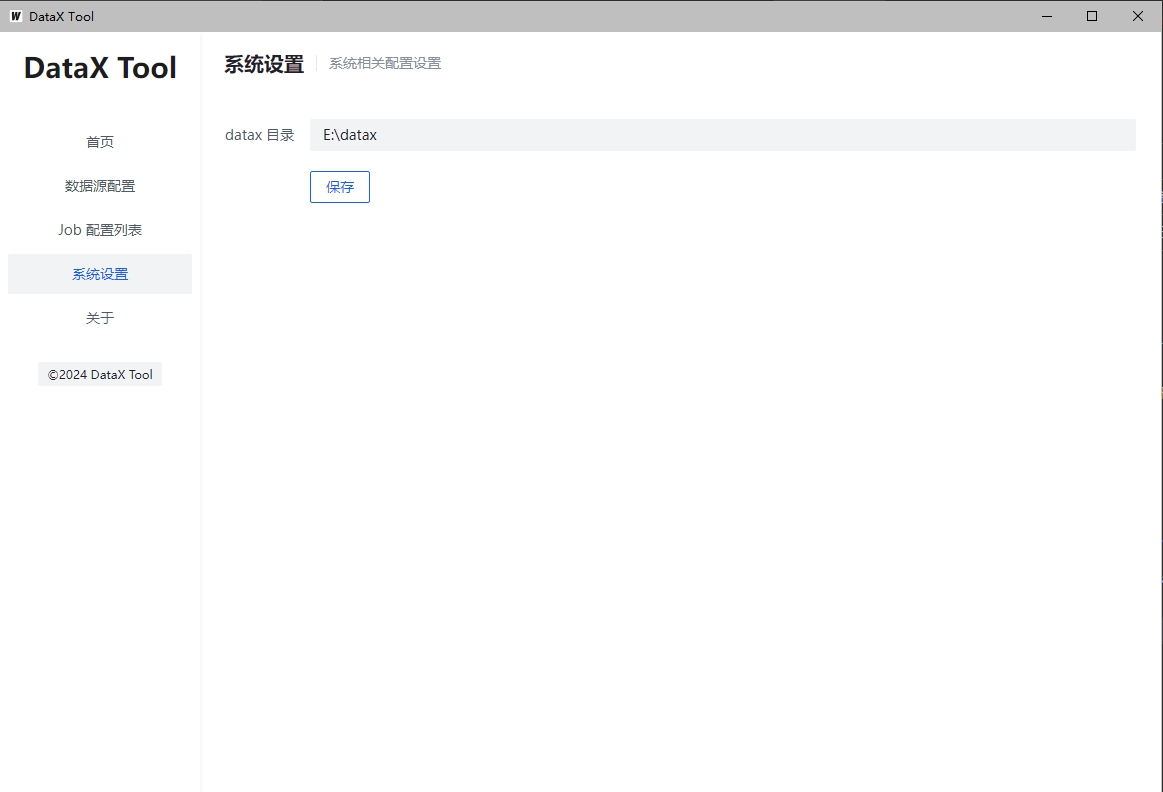 DataX Tool
DataX Tool
首页
数据源配置
Job 配置列表
系统设置
关于
©2024 DataX Tool
系统设置
系统相关配置设置
datax 目录
E:\datax
保存